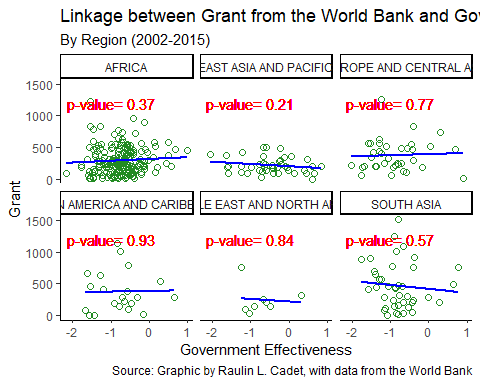 Linkage between Grant from the World Bank and Gov
By Region (2002-2015)
AFRICA
EAST ASIA AND PACIFIC
ROPE AND CENTRAL A
1500
1000
500
0
p-value= 0.37
p-value= 0.21
p-value= 0.77
Grant
N AMERICA AND CARIBE
LE EAST AND NORTH AI
SOUTH ASIA
1500
1000
500
0
p-value= 0.93
p-value= 0.84
p-value= 0.57
-2 -1 0 1
-2 -1 0 1
-2 -1 0 1
Government Effectiveness
Source: Graphic by Raulin L. Cadet, with data from the World Bank